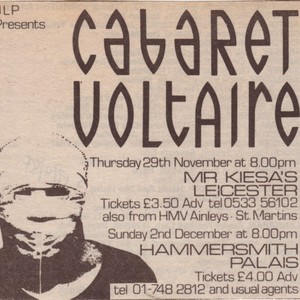 ILP
Presents
CABARET
VOLTAIRE
Thursday 29th November at 8.00pm
MR KIESA'S
LEICESTER
Tickets £3.50 Adv tel 0533 56102
also from HMV Ainleys · St. Martins
Sunday 2nd December at 8.00pm
HAMMERSMITH
PALAIS
Tickets £4.00 Adv
tel 01-748 2812 and usual agents